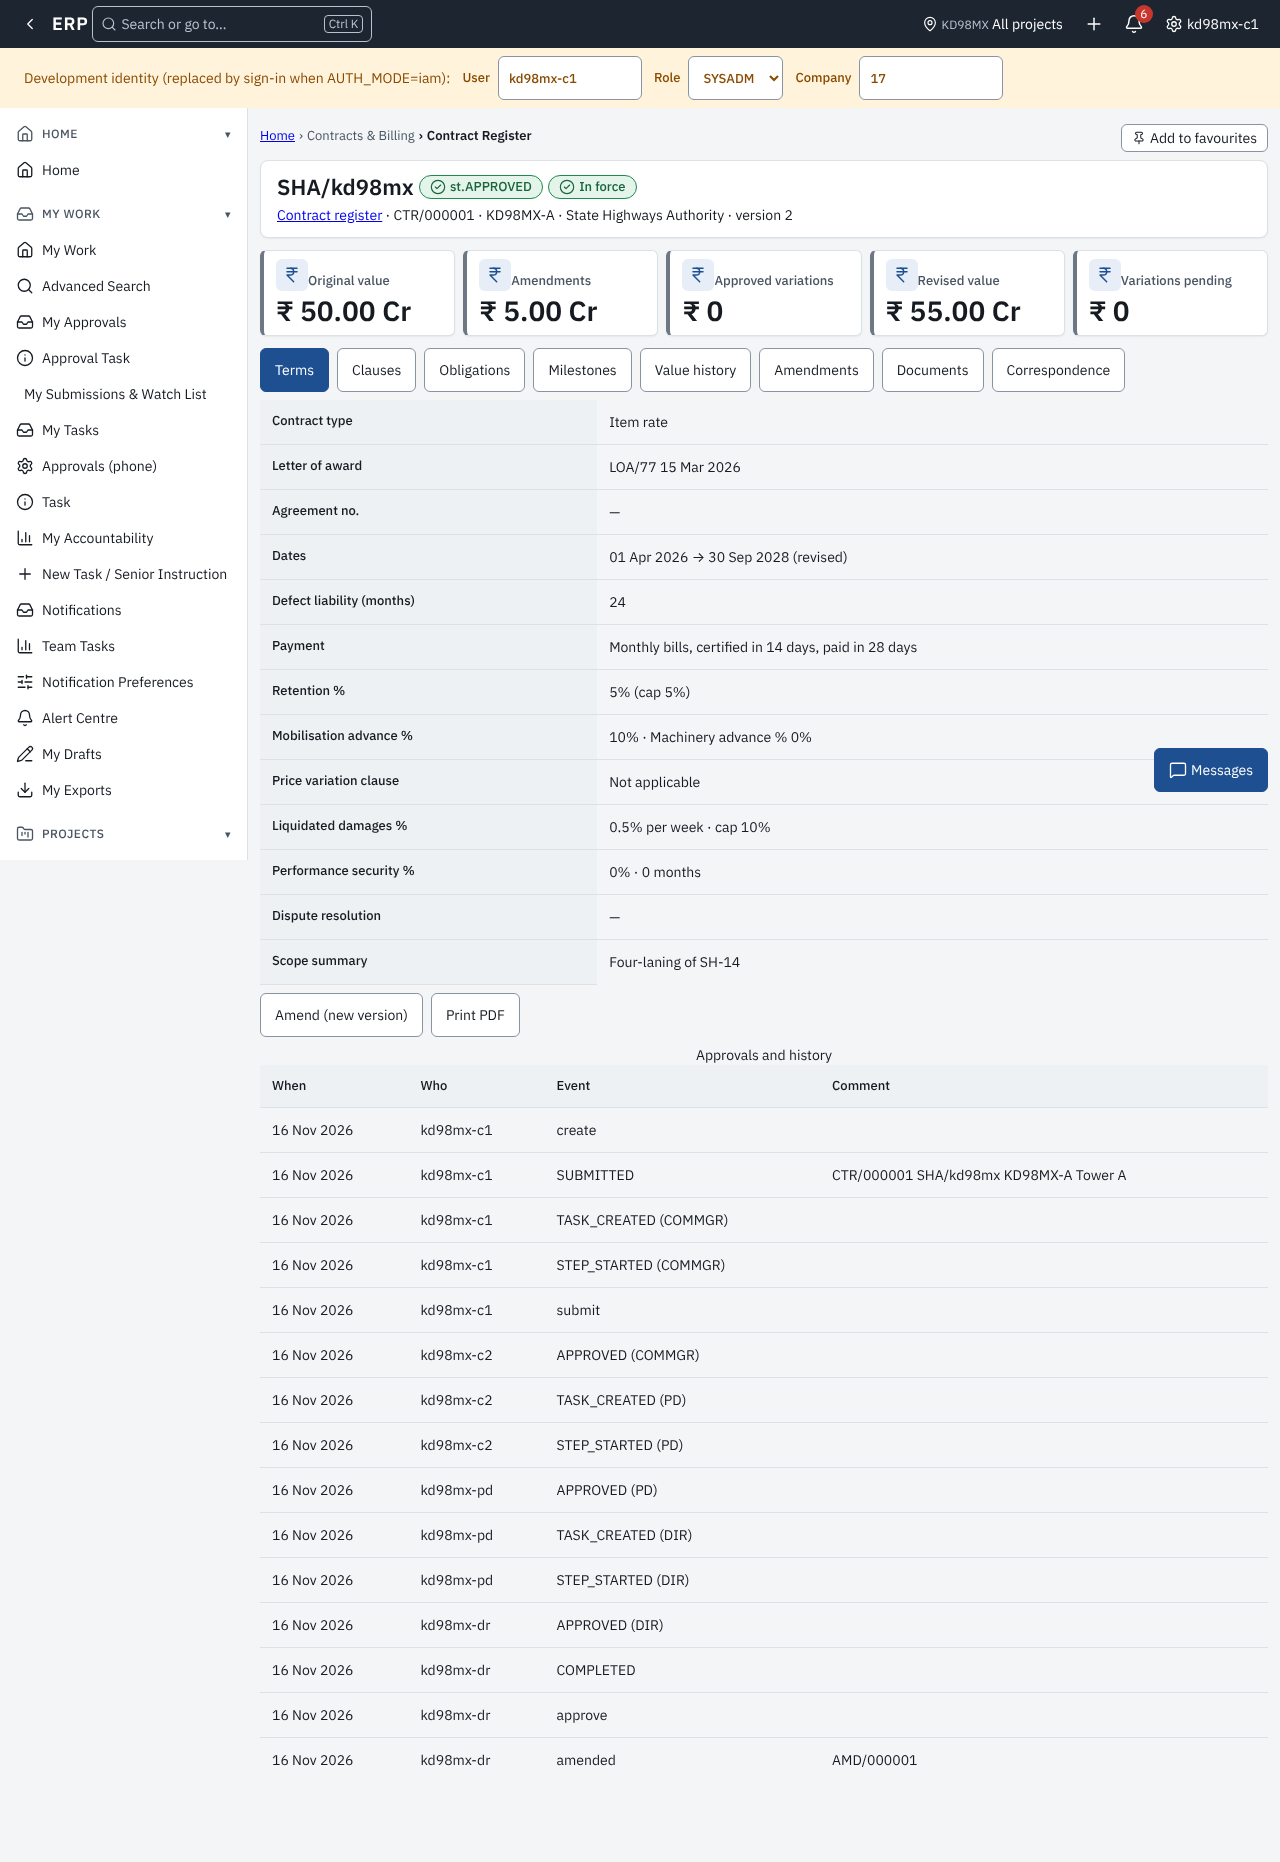 ERP
Search or go to...
Ctrl K
KD98MX All projects
6
kd98mx-c1
Development identity (replaced by sign-in when AUTH_MODE=iam):
User
kd98mx-c1
Role
SYSADM
Company
17
HOME
Home
MY WORK
My Work
Advanced Search
My Approvals
Approval Task
My Submissions & Watch List
My Tasks
Approvals (phone)
Task
My Accountability
New Task / Senior Instruction
Notifications
Team Tasks
Notification Preferences
Alert Centre
My Drafts
My Exports
PROJECTS
Home › Contracts & Billing › Contract Register
Add to favourites
SHA/kd98mx
st.APPROVED
In force
Contract register · CTR/000001 · KD98MX-A · State Highways Authority · version 2
₹ Original value
₹ 50.00 Cr
₹ Amendments
₹ 5.00 Cr
₹ Approved variations
₹ 0
₹ Revised value
₹ 55.00 Cr
₹ Variations pending
₹ 0
Terms
Clauses
Obligations
Milestones
Value history
Amendments
Documents
Correspondence
Contract type Item rate
Letter of award LOA/77 15 Mar 2026
Agreement no. —
Dates 01 Apr 2026 → 30 Sep 2028 (revised)
Defect liability (months) 24
Payment Monthly bills, certified in 14 days, paid in 28 days
Retention % 5% (cap 5%)
Mobilisation advance % 10% · Machinery advance % 0%
Price variation clause Not applicable
Messages
Liquidated damages % 0.5% per week · cap 10%
Performance security % 0% · 0 months
Dispute resolution —
Scope summary Four-laning of SH-14
Amend (new version)
Print PDF
Approvals and history
When Who Event Comment
16 Nov 2026 kd98mx-c1 create
16 Nov 2026 kd98mx-c1 SUBMITTED CTR/000001 SHA/kd98mx KD98MX-A Tower A
16 Nov 2026 kd98mx-c1 TASK_CREATED (COMMGR)
16 Nov 2026 kd98mx-c1 STEP_STARTED (COMMGR)
16 Nov 2026 kd98mx-c1 submit
16 Nov 2026 kd98mx-c2 APPROVED (COMMGR)
16 Nov 2026 kd98mx-c2 TASK_CREATED (PD)
16 Nov 2026 kd98mx-c2 STEP_STARTED (PD)
16 Nov 2026 kd98mx-pd APPROVED (PD)
16 Nov 2026 kd98mx-pd TASK_CREATED (DIR)
16 Nov 2026 kd98mx-pd STEP_STARTED (DIR)
16 Nov 2026 kd98mx-dr APPROVED (DIR)
16 Nov 2026 kd98mx-dr COMPLETED
16 Nov 2026 kd98mx-dr approve
16 Nov 2026 kd98mx-dr amended AMD/000001